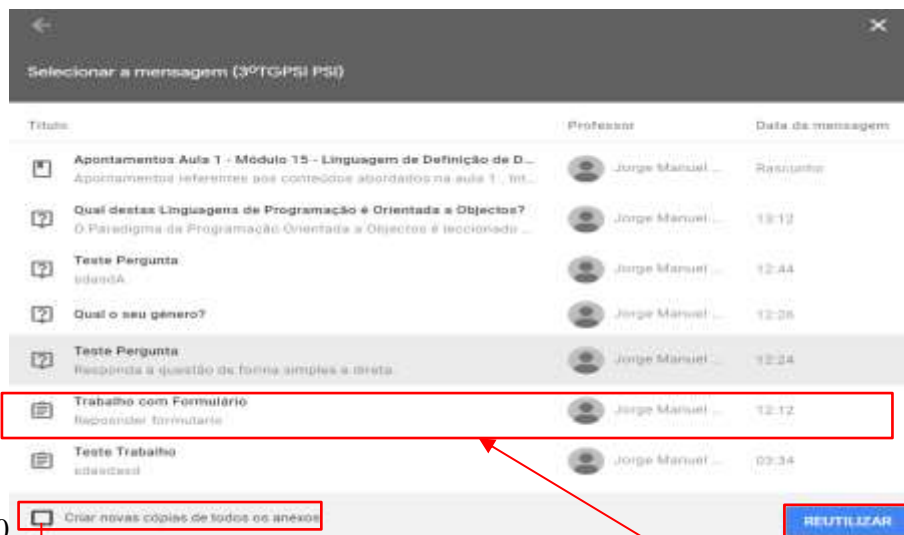 Selecionar a mensagem (3ºTGPSI PSI)
Título Professor Data da mensagem
Apontamentos Aula 1 - Módulo 15 - Linguagem de Definição de D... Jorge Manuel ... Rascunho
Apontamentos referentes aos conteúdos abordados na aula 1 , Int...
Qual destas Linguagens de Programação é Orientada a Objectos? Jorge Manuel ... 13:12
O Paradigma da Programação Orientada a Objectos é leccionado ...
Teste Pergunta Jorge Manuel ... 12:44
Qual o seu género? Jorge Manuel ... 12:26
Teste Pergunta Jorge Manuel ... 12:24
Responda a questão de forma simples e direta.
Trabalho com Formulário Jorge Manuel ... 12:12
Reponder formulario
Teste Trabalho Jorge Manuel ... 03:34
Criar novas cópias de todos os anexos REUTILIZAR